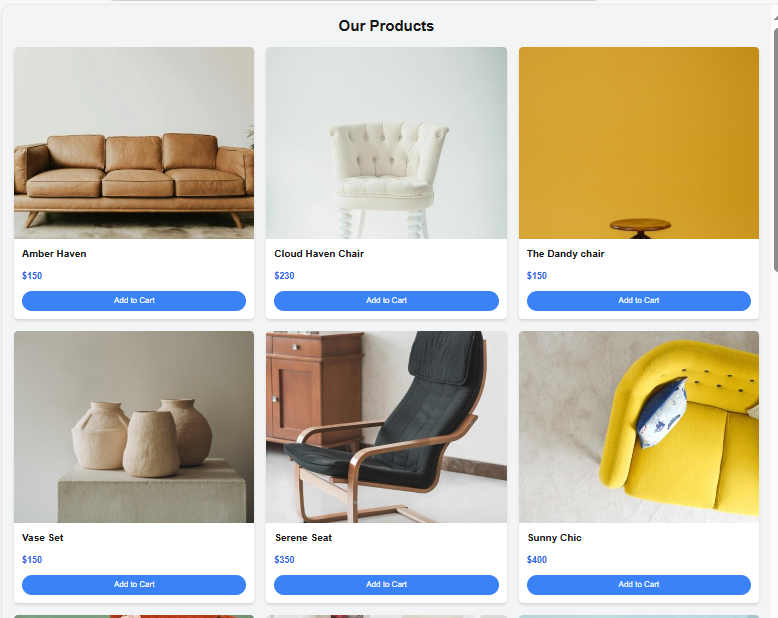 Our Products
Amber Haven
$150
Add to Cart
Cloud Haven Chair
$230
Add to Cart
The Dandy chair
$150
Add to Cart
Vase Set
$150
Add to Cart
Serene Seat
$350
Add to Cart
Sunny Chic
$400
Add to Cart